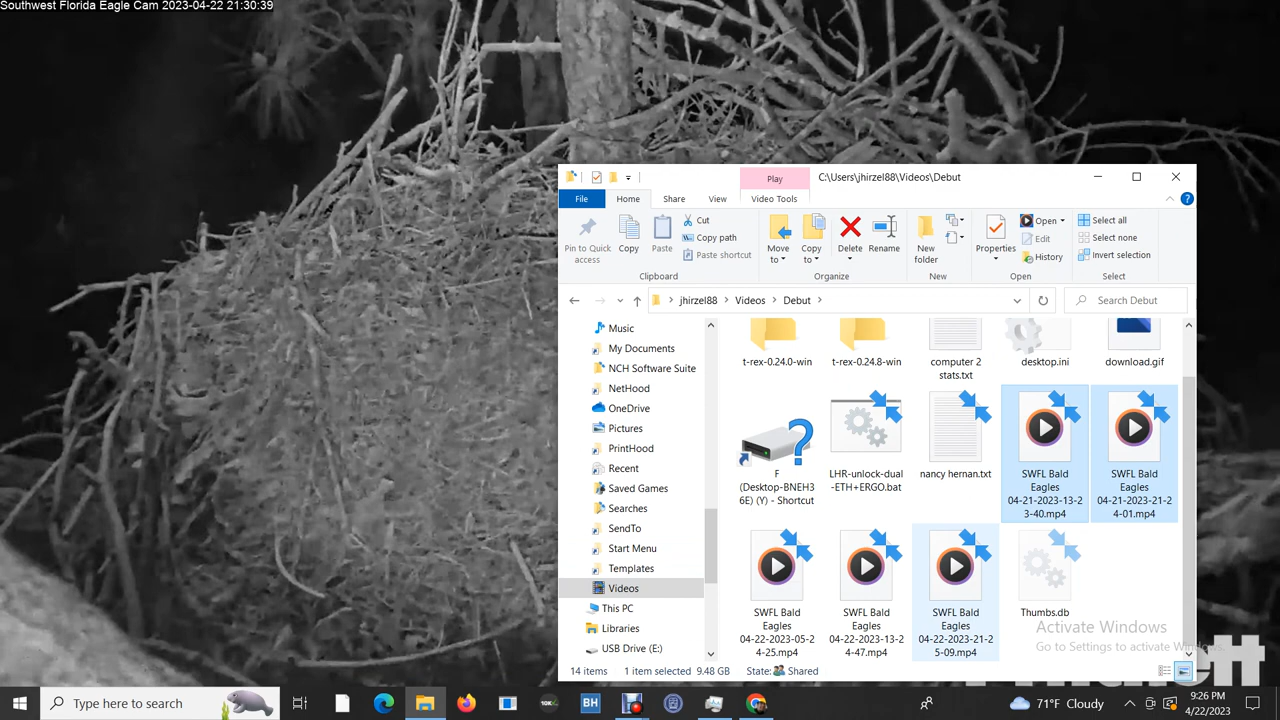 Southwest Florida Eagle Cam 2023-04-22 21:30:39
Play
C:\Users\jhirzel88\Videos\Debut
File
Home
Share
View
Video Tools
Pin to Quick
access
Copy
Paste
Cut
Copy path
Paste shortcut
Clipboard
Move
to
Copy
to
Delete
Rename
Organize
New
folder
New
Properties
Open
Edit
History
Open
Select all
Select none
Invert selection
Select
jhirzel88
Videos
Debut
Search Debut
Music
My Documents
NCH Software Suite
NetHood
OneDrive
Pictures
PrintHood
Recent
Saved Games
Searches
SendTo
Start Menu
Templates
Videos
This PC
Libraries
USB Drive (E:)
t-rex-0.24.0-win
t-rex-0.24.8-win
computer 2
stats.txt
desktop.ini
download.gif
F
(Desktop-BNEH3
6E) (Y) - Shortcut
LHR-unlock-dual
-ETH+ERGO.bat
nancy hernan.txt
SWFL Bald
Eagles
04-21-2023-13-2
3-40.mp4
SWFL Bald
Eagles
04-21-2023-21-2
4-01.mp4
SWFL Bald
Eagles
04-22-2023-05-2
4-25.mp4
SWFL Bald
Eagles
04-22-2023-13-2
4-47.mp4
SWFL Bald
Eagles
04-22-2023-21-2
5-09.mp4
Thumbs.db
Activate Windows
Go to Settings to activate Windows.
14 items
1 item selected
9.48 GB
State:
Shared
Type here to search
10K
BH
71°F
Cloudy
9:26 PM
4/22/2023